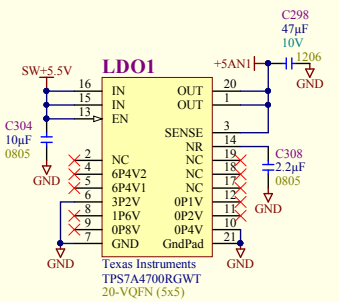 C298
47µF
10V
1206
+5AN1
GND
SW+5.5V
LDO1
16 IN OUT 20
15 IN OUT 1
13 EN
SENSE 3
C304
10µF
0805
GND
NR 14
2 NC NC 19
4 6P4V2 NC 18
5 6P4V1 NC 17
6 3P2V 0P1V 12
8 1P6V 0P2V 11
9 0P8V 0P4V 10
7 GND GndPad 21
C308
2.2µF
0805
GND
GND
GND
Texas Instruments
TPS7A4700RGWT
20-VQFN (5x5)